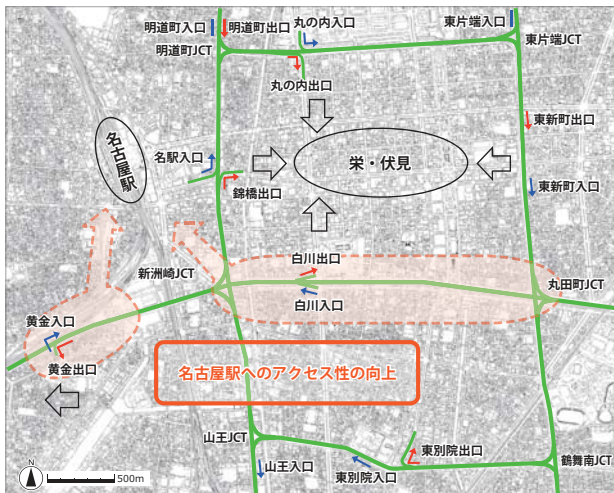 明道町入口
明道町出口
丸の内入口
東片端入口
明道町JCT
東片端JCT
丸の内出口
東新町出口
名古屋駅
名駅入口
栄・伏見
錦橋出口
東新町入口
白川出口
新洲崎JCT
丸田町JCT
白川入口
黄金入口
黄金出口
名古屋駅へのアクセス性の向上
山王JCT
東別院出口
山王入口
東別院入口
鶴舞南JCT
N
500m